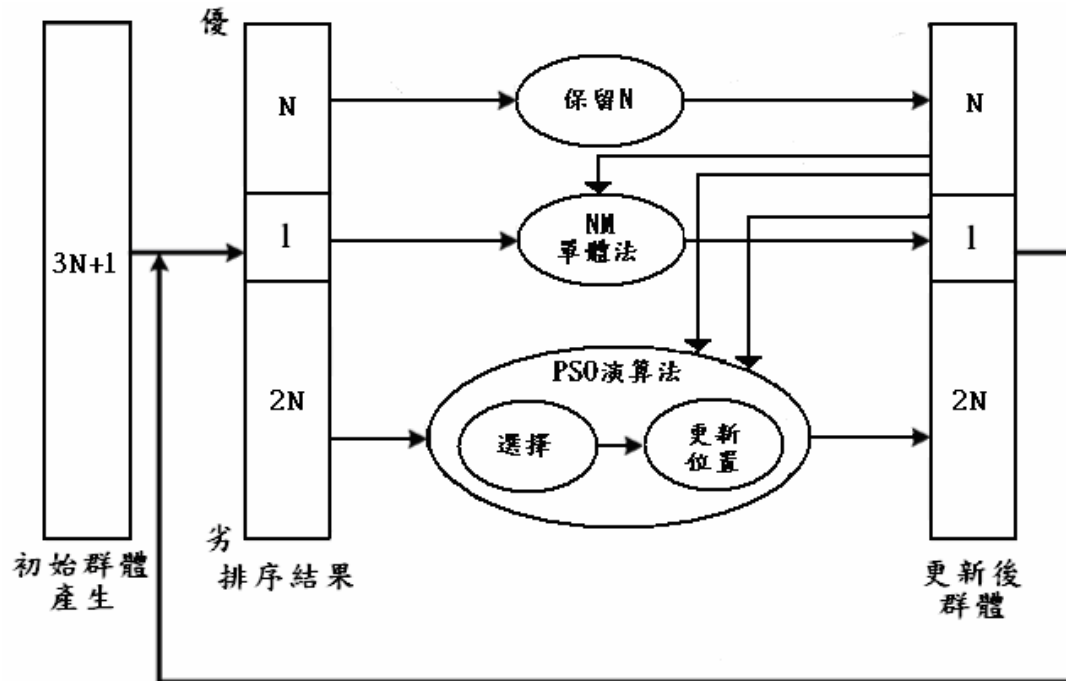 優
N
保留N
N
NM
單體法
1
1
3N+1
PSO演算法
2N
選擇
更新
位置
2N
劣
初始群體
產生
排序結果
更新後
群體